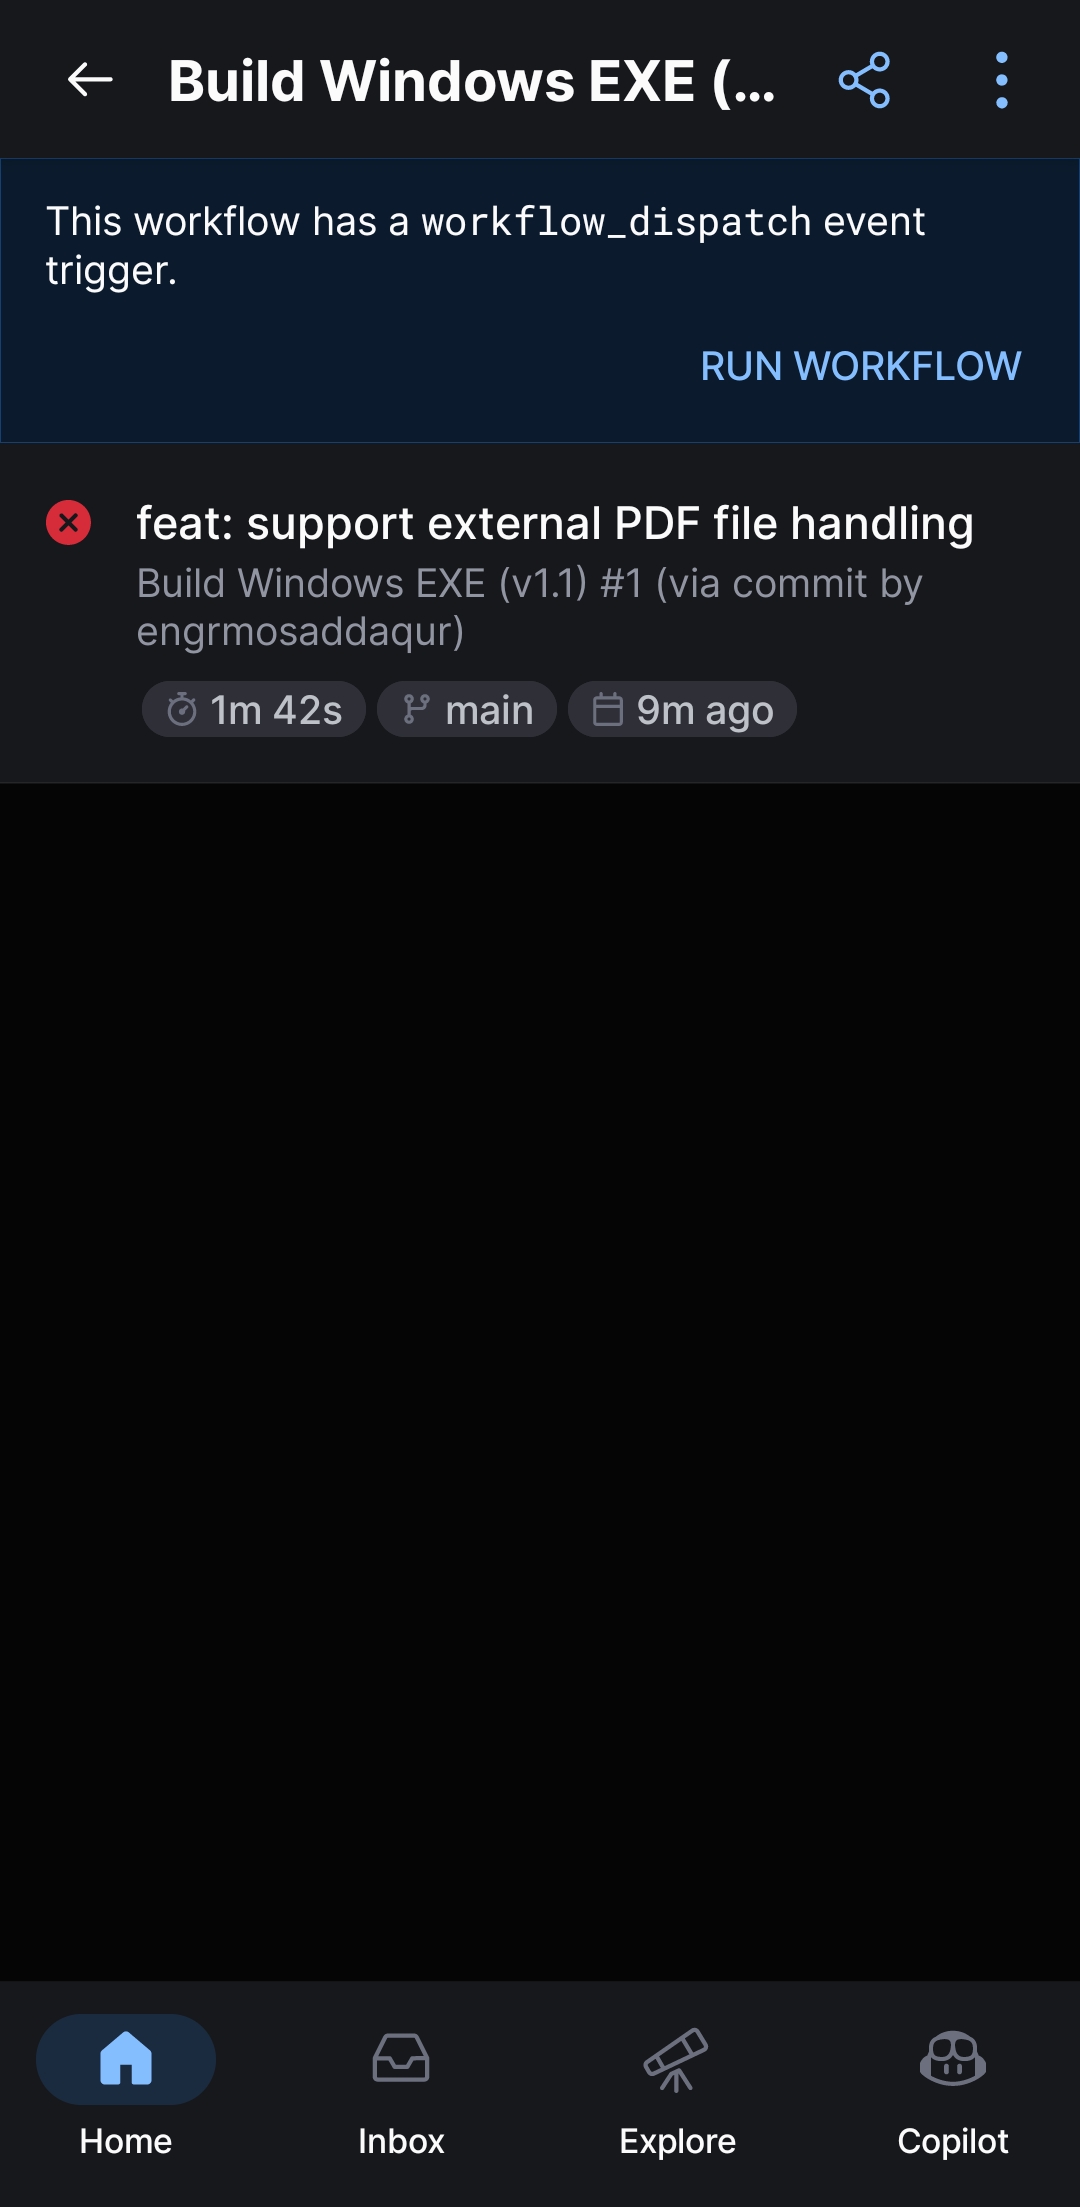 Build Windows EXE (...
This workflow has a workflow_dispatch event
trigger.
RUN WORKFLOW
feat: support external PDF file handling
Build Windows EXE (v1.1) #1 (via commit by
engrmosaddaqur)
1m 42s main 9m ago
Home Inbox Explore Copilot